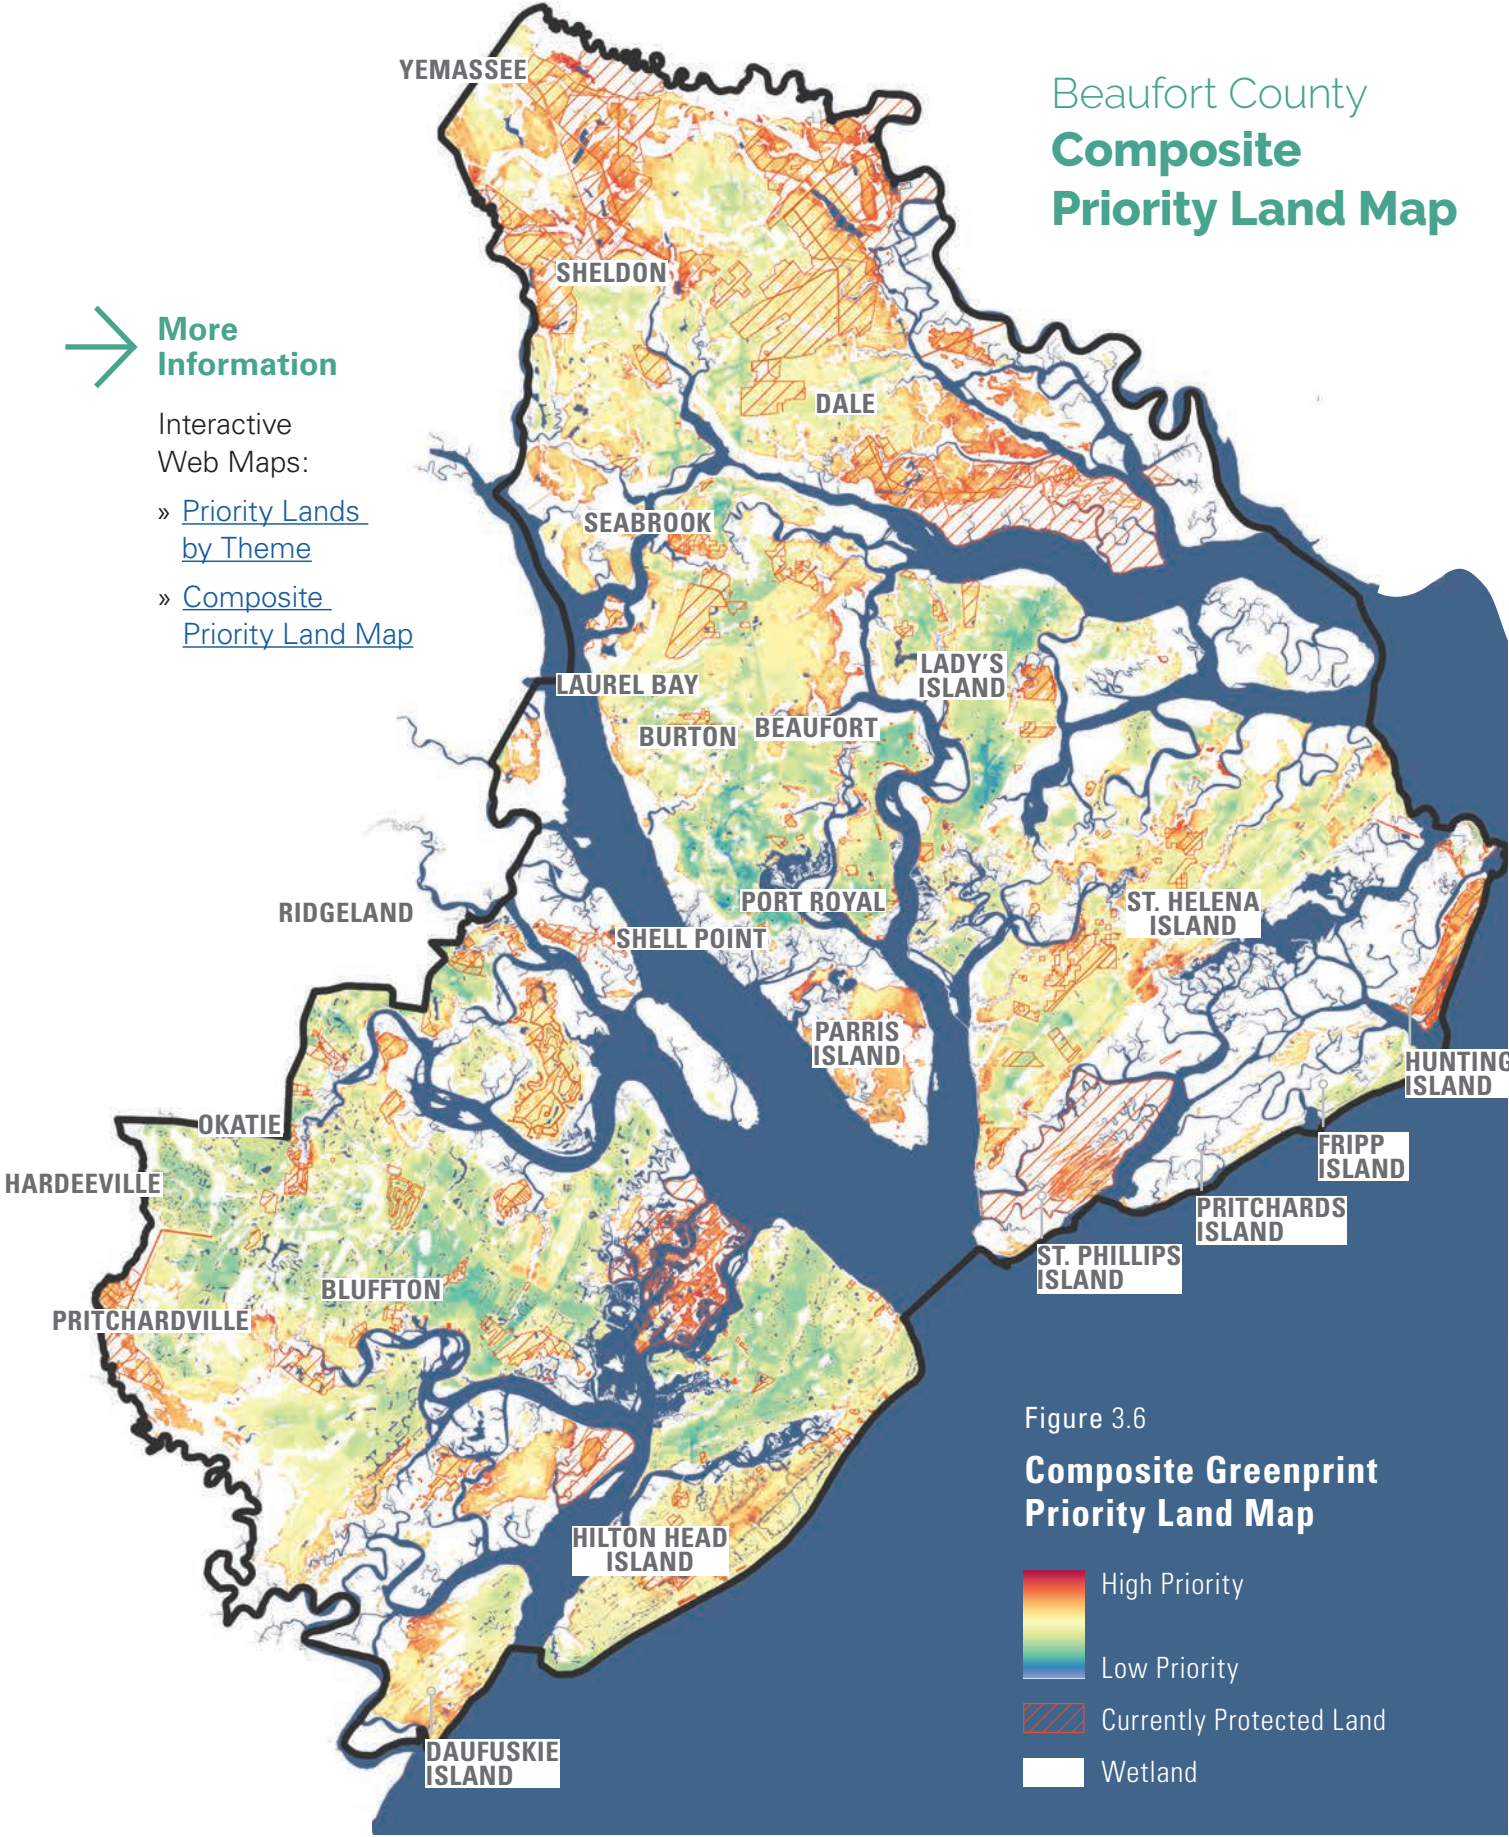 Beaufort County
Composite
Priority Land Map
More
Information
Interactive
Web Maps:
» Priority Lands
by Theme
» Composite
Priority Land Map
YEMASSEE
SHELDON
DALE
SEABROOK
LADY'S
ISLAND
LAUREL BAY
BURTON
BEAUFORT
PORT ROYAL
ST. HELENA
ISLAND
RIDGELAND
SHELL POINT
PARRIS
ISLAND
HUNTING
ISLAND
OKATIE
FRIPP
ISLAND
HARDEEVILLE
PRITCHARDS
ISLAND
ST. PHILLIPS
ISLAND
BLUFFTON
PRITCHARDVILLE
HILTON HEAD
ISLAND
DAUFUSKIE
ISLAND
Figure 3.6
Composite Greenprint
Priority Land Map
High Priority
Low Priority
Currently Protected Land
Wetland